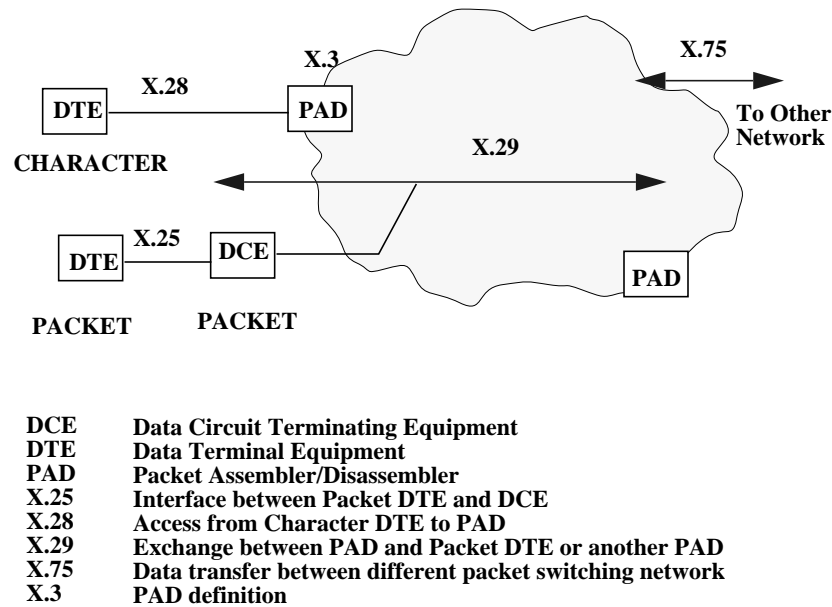 X.3
X.75
X.28
DTE
PAD
To Other
Network
CHARACTER
X.29
X.25
DTE
DCE
PAD
PACKET
PACKET
DCE Data Circuit Terminating Equipment
DTE Data Terminal Equipment
PAD Packet Assembler/Disassembler
X.25 Interface between Packet DTE and DCE
X.28 Access from Character DTE to PAD
X.29 Exchange between PAD and Packet DTE or another PAD
X.75 Data transfer between different packet switching network
X.3 PAD definition